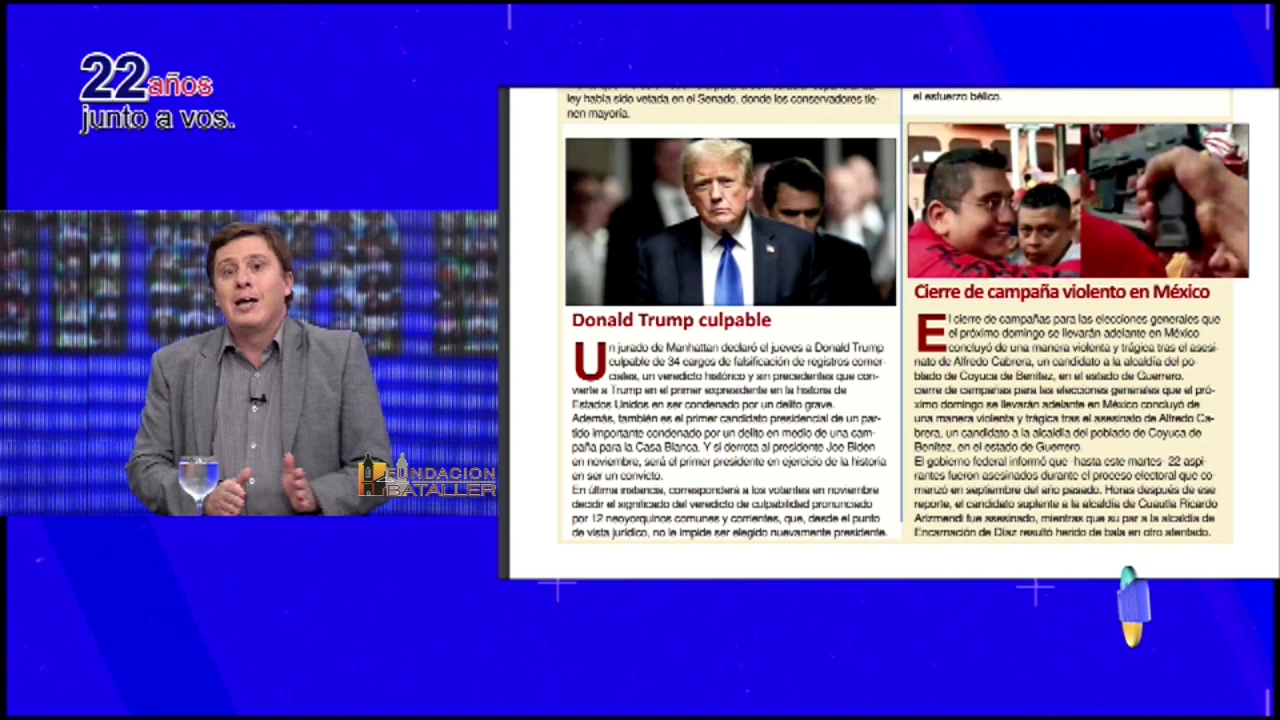 22 años
junto a vos.
FUNDACION
BATALLER
ley había sido vetada en el Senado, donde los conservadores tie-
nen mayoría.
Donald Trump culpable
Un jurado de Manhattan declaró el jueves a Donald Trump
culpable de 34 cargos de falsificación de registros comer-
ciales, un veredicto histórico y sin precedentes que con-
vierte a Trump en el primer expresidente en la historia de
Estados Unidos en ser condenado por un delito grave.
Además, también es el primer candidato presidencial de un par-
tido importante condenado por un delito en medio de una cam-
paña para la Casa Blanca. Y si derrota al presidente Joe Biden
en noviembre, será el primer presidente en ejercicio de la historia
en ser un convicto.
En última instancia, corresponderá a los votantes en noviembre
decidir el significado del veredicto de culpabilidad pronunciado
por 12 neoyorquinos comunes y corrientes, que, desde el punto
de vista jurídico, no le impide ser elegido nuevamente presidente.
el esfuerzo bélico.
Cierre de campaña violento en México
El cierre de campañas para las elecciones generales que
el próximo domingo se llevarán adelante en México
concluyó de una manera violenta y trágica tras el asesi-
nato de Alfredo Cabrera, un candidato a la alcaldía del po-
blado de Coyuca de Benítez, en el estado de Guerrero.
cierre de campañas para las elecciones generales que el pró-
ximo domingo se llevarán adelante en México concluyó de
una manera violenta y trágica tras el asesinato de Alfredo Ca-
brera, un candidato a la alcaldía del poblado de Coyuca de
Benítez, en el estado de Guerrero.
El gobierno federal informó que -hasta este martes- 22 aspi-
rantes fueron asesinados durante el proceso electoral que co-
menzó en septiembre del año pasado. Horas después de ese
reporte, el candidato suplente a la alcaldía de Cuautla Ricardo
Arizmendi fue asesinado, mientras que su par a la alcaldía de
Encarnación de Díaz resultó herido de bala en otro atentado.